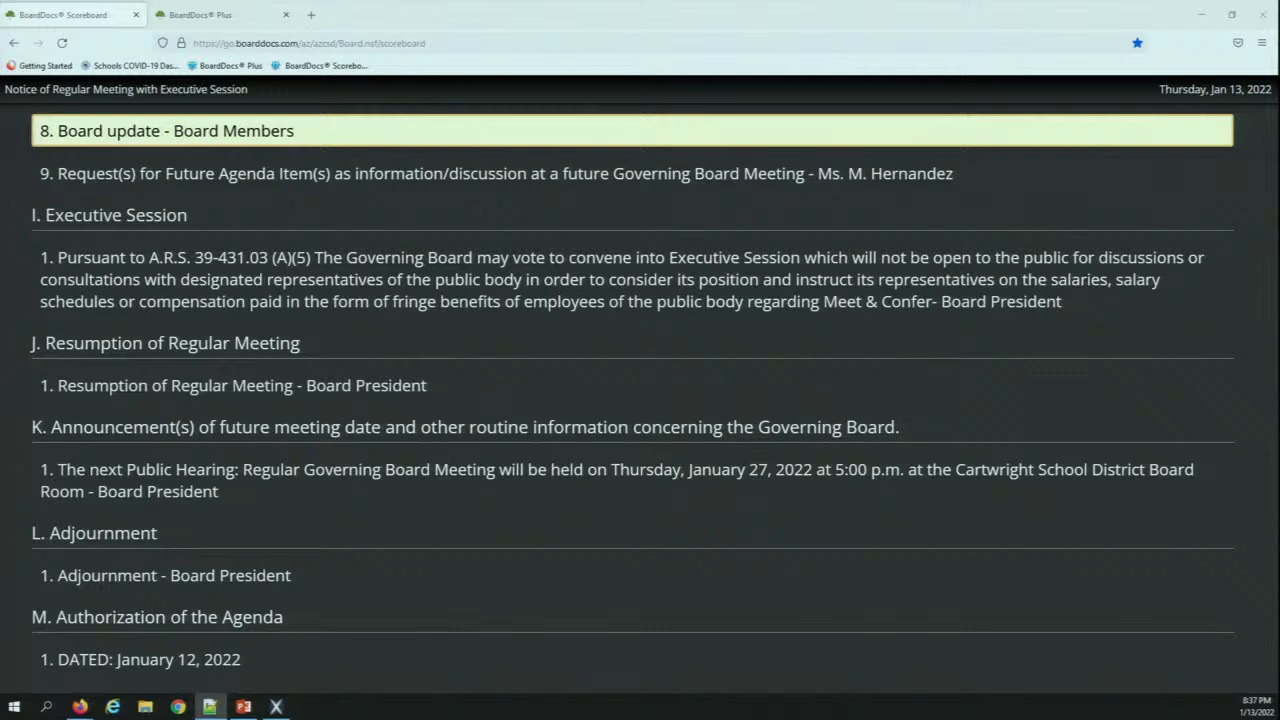 BoardDocs® Scoreboard
BoardDocs® Plus
https://go.boarddocs.com/az/azcsd/Board.nsf/scoreboard
Getting Started Schools COVID-19 Das... BoardDocs® Plus BoardDocs® Scorebo...
Notice of Regular Meeting with Executive Session
Thursday, Jan 13, 2022
8. Board update - Board Members
9. Request(s) for Future Agenda Item(s) as information/discussion at a future Governing Board Meeting - Ms. M. Hernandez
I. Executive Session
1. Pursuant to A.R.S. 39-431.03 (A)(5) The Governing Board may vote to convene into Executive Session which will not be open to the public for discussions or
consultations with designated representatives of the public body in order to consider its position and instruct its representatives on the salaries, salary
schedules or compensation paid in the form of fringe benefits of employees of the public body regarding Meet & Confer- Board President
J. Resumption of Regular Meeting
1. Resumption of Regular Meeting - Board President
K. Announcement(s) of future meeting date and other routine information concerning the Governing Board.
1. The next Public Hearing: Regular Governing Board Meeting will be held on Thursday, January 27, 2022 at 5:00 p.m. at the Cartwright School District Board
Room - Board President
L. Adjournment
1. Adjournment - Board President
M. Authorization of the Agenda
1. DATED: January 12, 2022
8:37 PM
1/13/2022